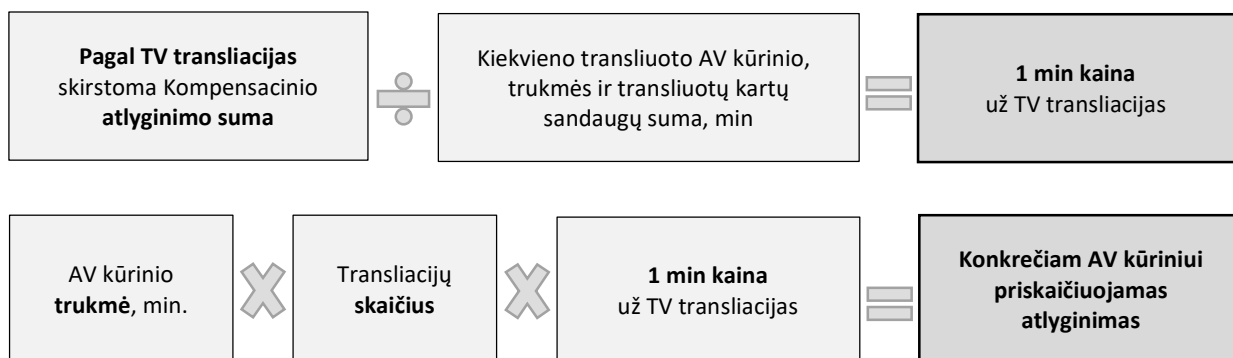 Pagal TV transliacijas
skirstoma Kompensacinio
atlyginimo suma
Kiekvieno transliuoto AV kūrinio,
trukmės ir transliuotų kartų
sandaugų suma, min
1 min kaina
už TV transliacijas
AV kūrinio
trukmė, min.
Transliacijų
skaičius
1 min kaina
už TV transliacijas
Konkrečiam AV kūriniui
priskaičiuojamas
atlyginimas